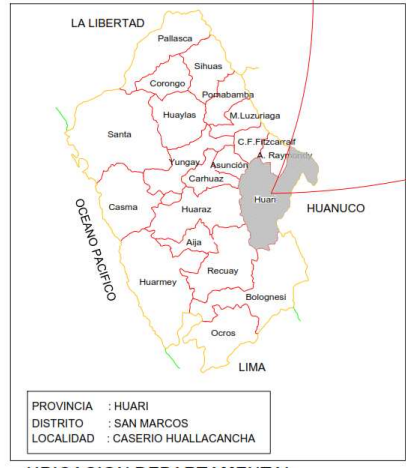 LA LIBERTAD
Pallasca
Sihuas
Corongo
Pomabamba
Huaylas
M.Luzuriaga
Santa
C.F.Fitzcarralf
A. Raymondy
Yungay
Asunción
Carhuaz
Huari
Casma
Huaraz
HUANUCO
OCEANO PACIFICO
Aija
Recuay
Huarmey
Bolognesi
Ocros
LIMA
PROVINCIA : HUARI
DISTRITO : SAN MARCOS
LOCALIDAD : CASERIO HUALLACANCHA